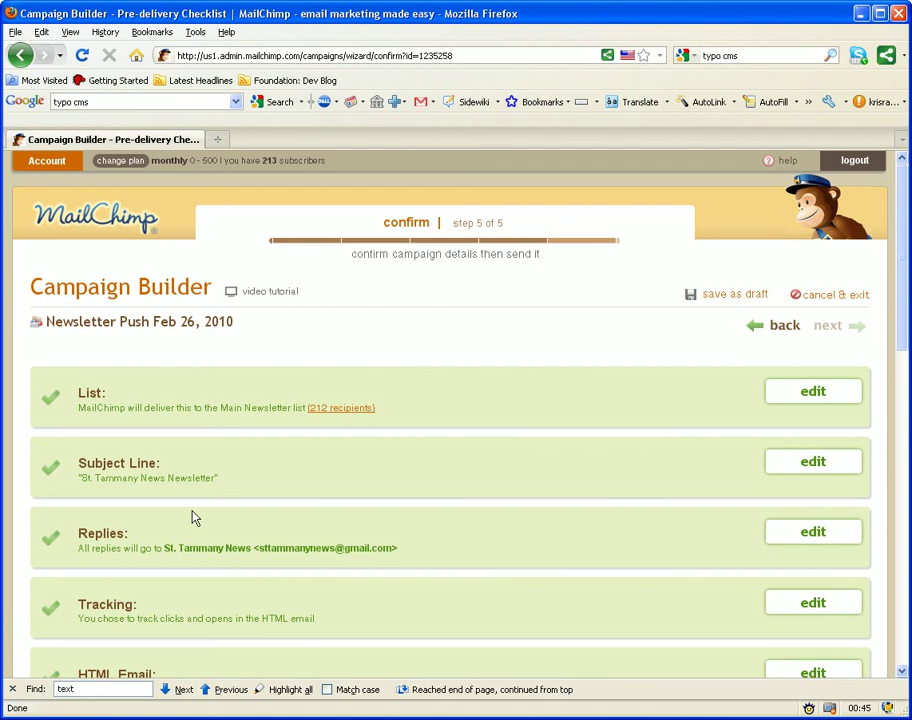 Campaign Builder - Pre-delivery Checklist | MailChimp - email marketing made easy - Mozilla Firefox
File Edit View History Bookmarks Tools Help
http://us1.admin.mailchimp.com/campaigns/wizard/confirm?id=1235258 typo cms
Most Visited Getting Started Latest Headlines Foundation: Dev Blog
Google typo cms Search Sidewiki Bookmarks Translate AutoLink AutoFill krisra...
Campaign Builder - Pre-delivery Che...
Account change plan monthly 0 - 500 | you have 213 subscribers help logout
MailChimp
confirm | step 5 of 5
confirm campaign details then send it
Campaign Builder video tutorial save as draft cancel & exit
Newsletter Push Feb 26, 2010 back next
List: edit
MailChimp will deliver this to the Main Newsletter list (212 recipients)
Subject Line: edit
"St. Tammany News Newsletter"
Replies: edit
All replies will go to St. Tammany News <sttammanynews@gmail.com>
Tracking: edit
You chose to track clicks and opens in the HTML email
HTML Email: edit
Find: text Next Previous Highlight all Match case Reached end of page, continued from top
Done 00:45